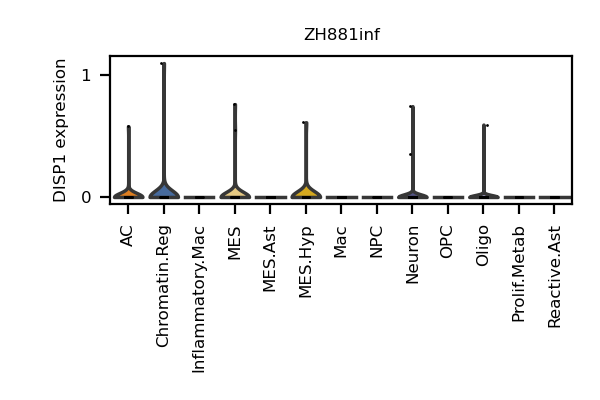 ZH881inf
DISP1 expression
1
0
AC
Chromatin.Reg
Inflammatory.Mac
MES
MES.Ast
MES.Hyp
Mac
NPC
Neuron
OPC
Oligo
Prolif.Metab
Reactive.Ast